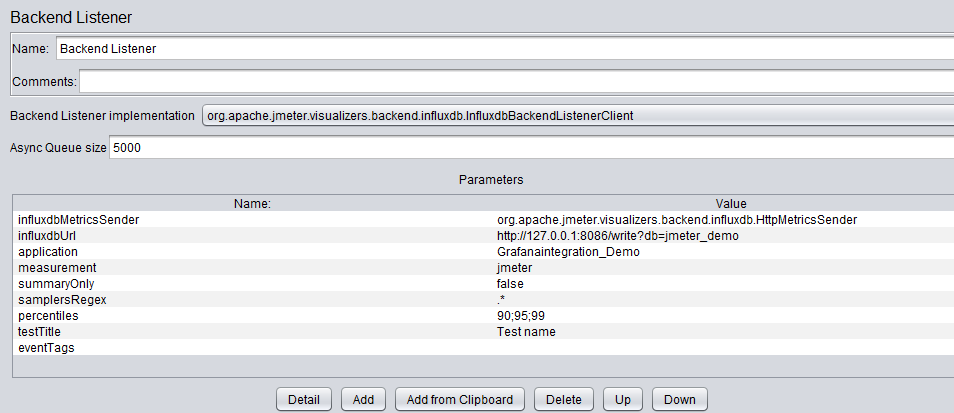 Backend Listener
Name: Backend Listener
Comments:
Backend Listener implementation org.apache.jmeter.visualizers.backend.influxdb.InfluxdbBackendListenerClient
Async Queue size 5000
Parameters
Name: Value
influxdbMetricsSender org.apache.jmeter.visualizers.backend.influxdb.HttpMetricsSender
influxdbUrl http://127.0.0.1:8086/write?db=jmeter_demo
application Grafanaintegration_Demo
measurement jmeter
summaryOnly false
samplersRegex .*
percentiles 90;95;99
testTitle Test name
eventTags
Detail Add Add from Clipboard Delete Up Down